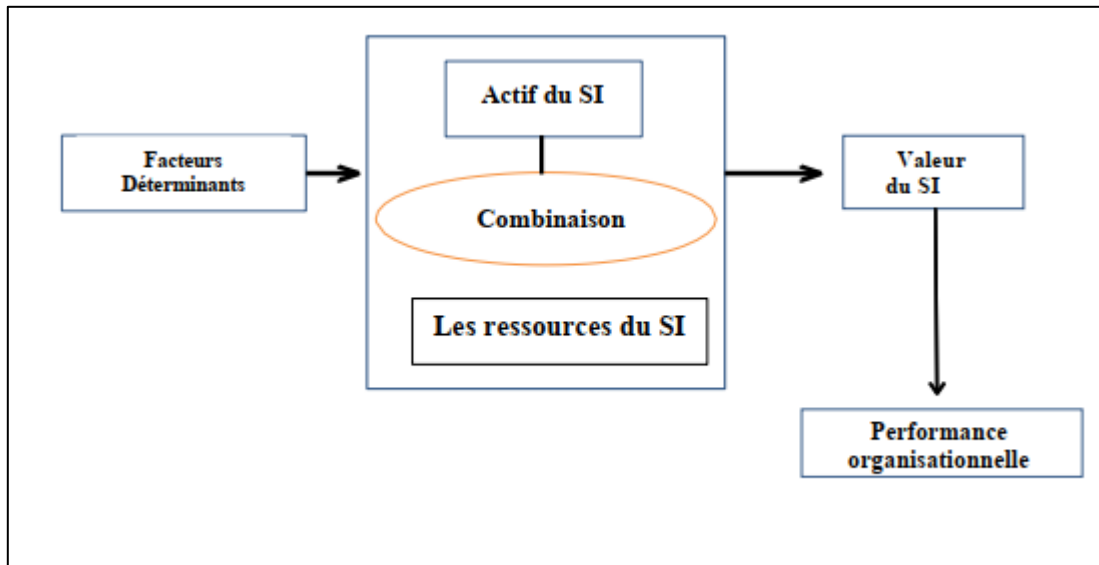 Facteurs
Déterminants
Actif du SI
Combinaison
Les ressources du SI
Valeur
du SI
Performance
organisationnelle